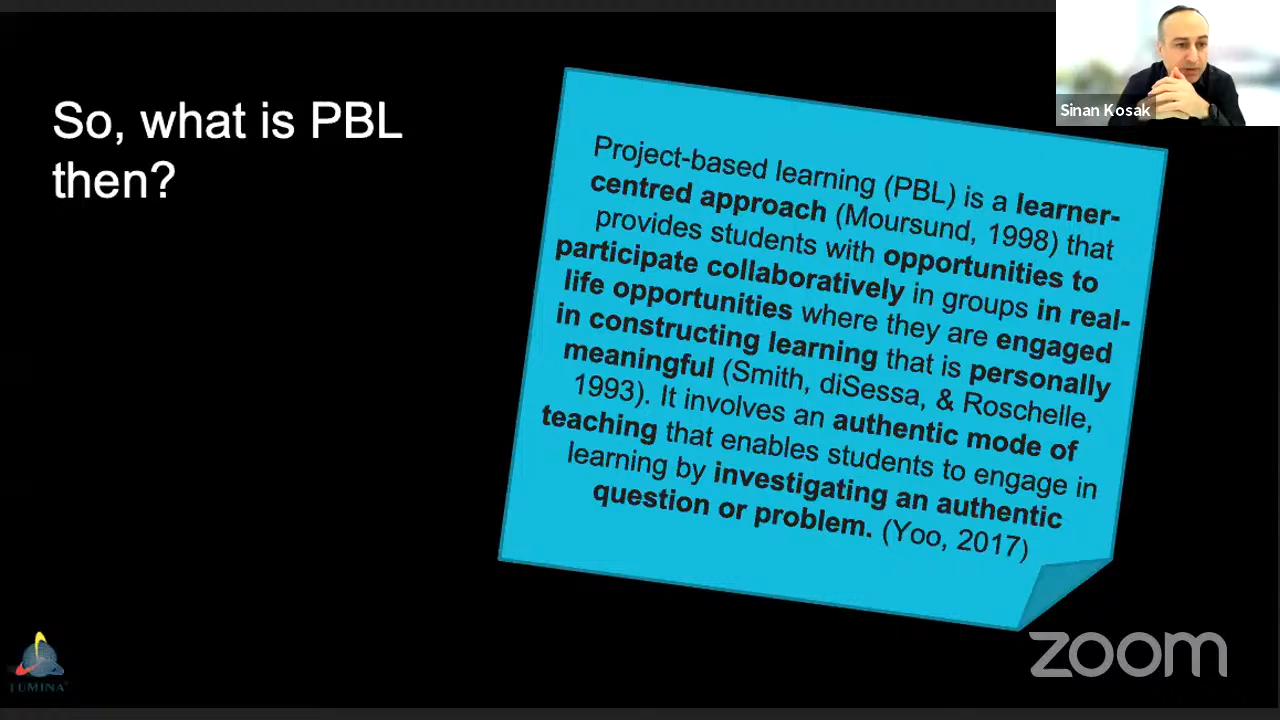 So, what is PBL
then?
Project-based learning (PBL) is a learner-
centred approach (Moursund, 1998) that
provides students with opportunities to
participate collaboratively in groups in real-
life opportunities where they are engaged
in constructing learning that is personally
meaningful (Smith, diSessa, & Roschelle,
1993). It involves an authentic mode of
teaching that enables students to engage in
learning by investigating an authentic
question or problem. (Yoo, 2017)
Sinan Kosak
LUMINA
zoom